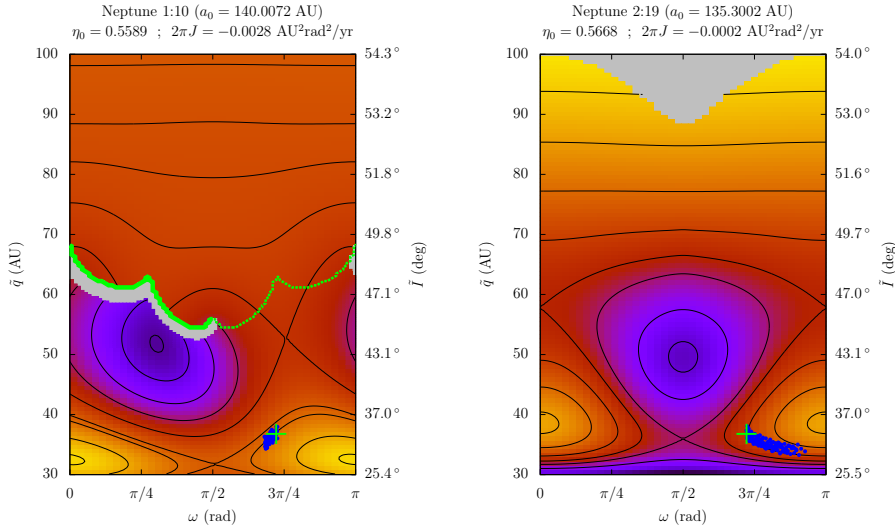 Neptune 1:10 (a₀ = 140.0072 AU)
η₀ = 0.5589 ; 2πJ = −0.0028 AU²rad²/yr
100
90
80
70
60
50
40
30
q̃ (AU)
54.3°
53.2°
51.8°
49.8°
47.1°
43.1°
37.0°
25.4°
Ĩ (deg)
0 π/4 π/2 3π/4 π
ω (rad)
Neptune 2:19 (a₀ = 135.3002 AU)
η₀ = 0.5668 ; 2πJ = −0.0002 AU²rad²/yr
100
90
80
70
60
50
40
30
q̃ (AU)
54.0°
53.0°
51.6°
49.7°
47.0°
43.1°
37.0°
25.5°
Ĩ (deg)
0 π/4 π/2 3π/4 π
ω (rad)